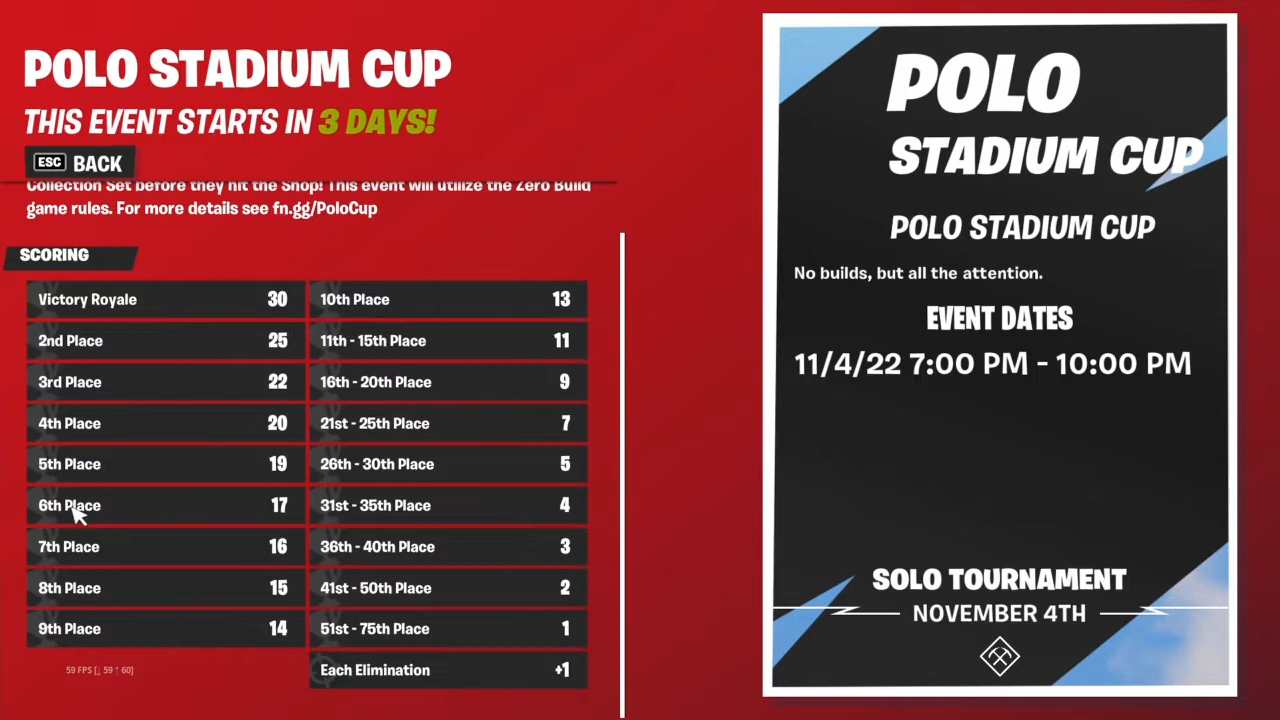 POLO STADIUM CUP
THIS EVENT STARTS IN 3 DAYS!
ESC BACK
Collection Set before they hit the Shop! This event will utilize the Zero Build
game rules. For more details see fn.gg/PoloCup
SCORING
Victory Royale 30
2nd Place 25
3rd Place 22
4th Place 20
5th Place 19
6th Place 17
7th Place 16
8th Place 15
9th Place 14
10th Place 13
11th - 15th Place 11
16th - 20th Place 9
21st - 25th Place 7
26th - 30th Place 5
31st - 35th Place 4
36th - 40th Place 3
41st - 50th Place 2
51st - 75th Place 1
Each Elimination +1
59 FPS [↓ 59 ↑ 60]
POLO
STADIUM CUP
POLO STADIUM CUP
No builds, but all the attention.
EVENT DATES
11/4/22 7:00 PM - 10:00 PM
SOLO TOURNAMENT
NOVEMBER 4TH